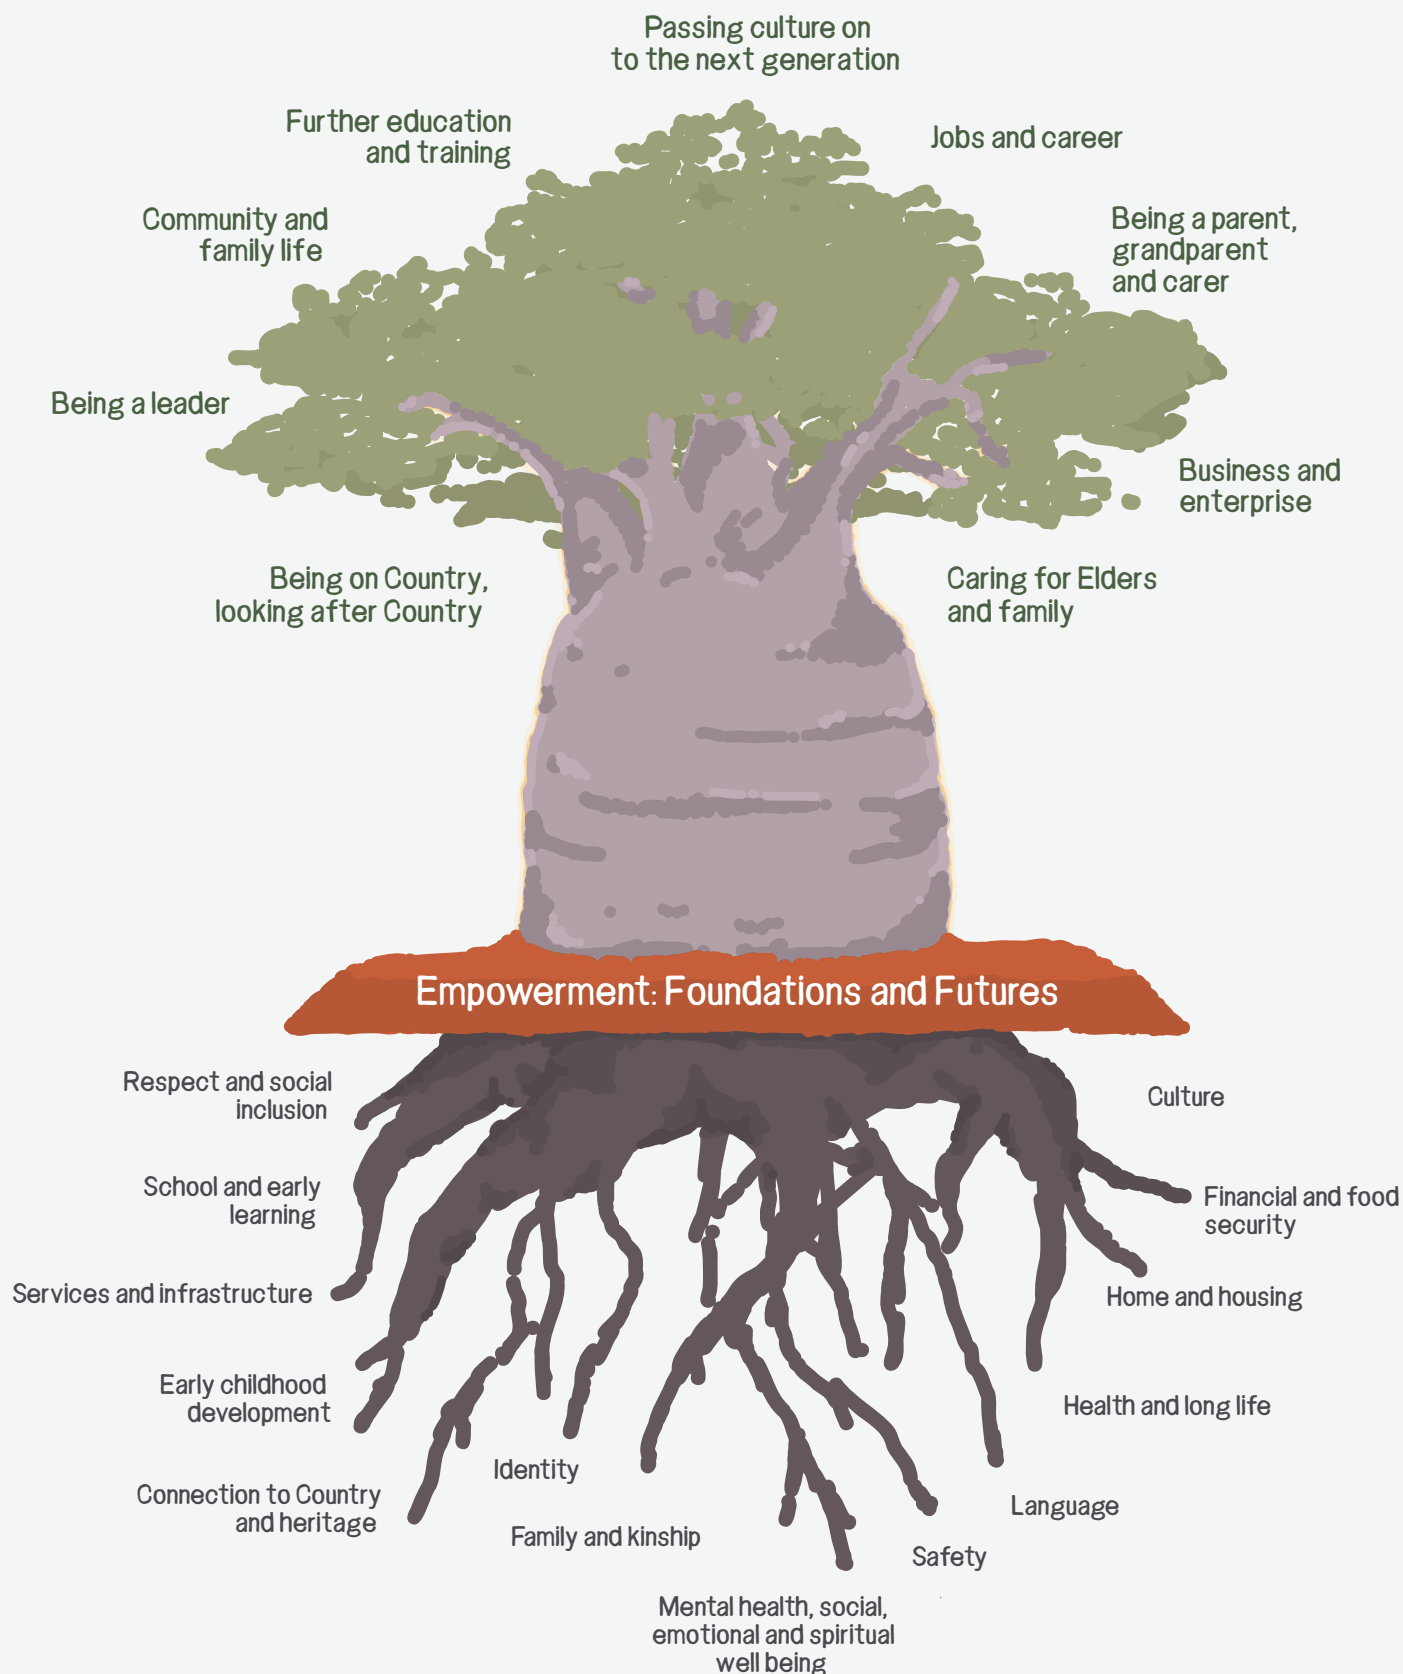 Passing culture on
to the next generation
Further education
and training
Jobs and career
Community and
family life
Being a parent,
grandparent
and carer
Being a leader
Business and
enterprise
Being on Country,
looking after Country
Caring for Elders
and family
Empowerment: Foundations and Futures
Respect and social
inclusion
Culture
School and early
learning
Financial and food
security
Services and infrastructure
Home and housing
Early childhood
development
Health and long life
Identity
Connection to Country
and heritage
Language
Family and kinship
Safety
Mental health, social,
emotional and spiritual
well being